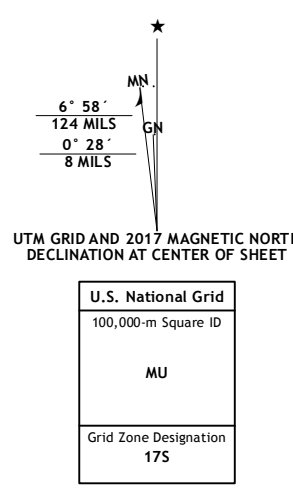 ★
MN
6° 58´
124 MILS
GN
0° 28´
8 MILS
UTM GRID AND 2017 MAGNETIC NORT
DECLINATION AT CENTER OF SHEET
U.S. National Grid
100,000-m Square ID
MU
Grid Zone Designation
17S